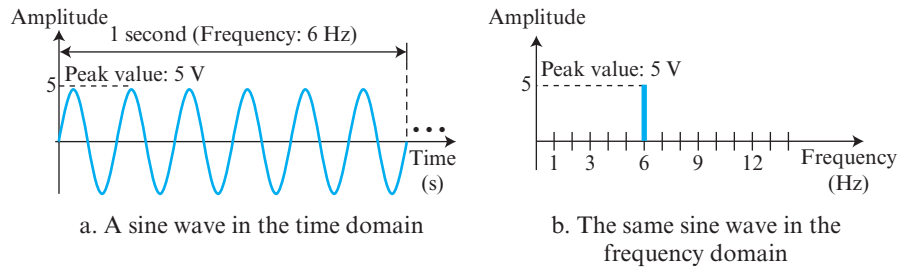 Amplitude
1 second (Frequency: 6 Hz)
Peak value: 5 V
5
Time
(s)
a. A sine wave in the time domain
Amplitude
Peak value: 5 V
5
1 3 6 9 12
Frequency
(Hz)
b. The same sine wave in the
frequency domain